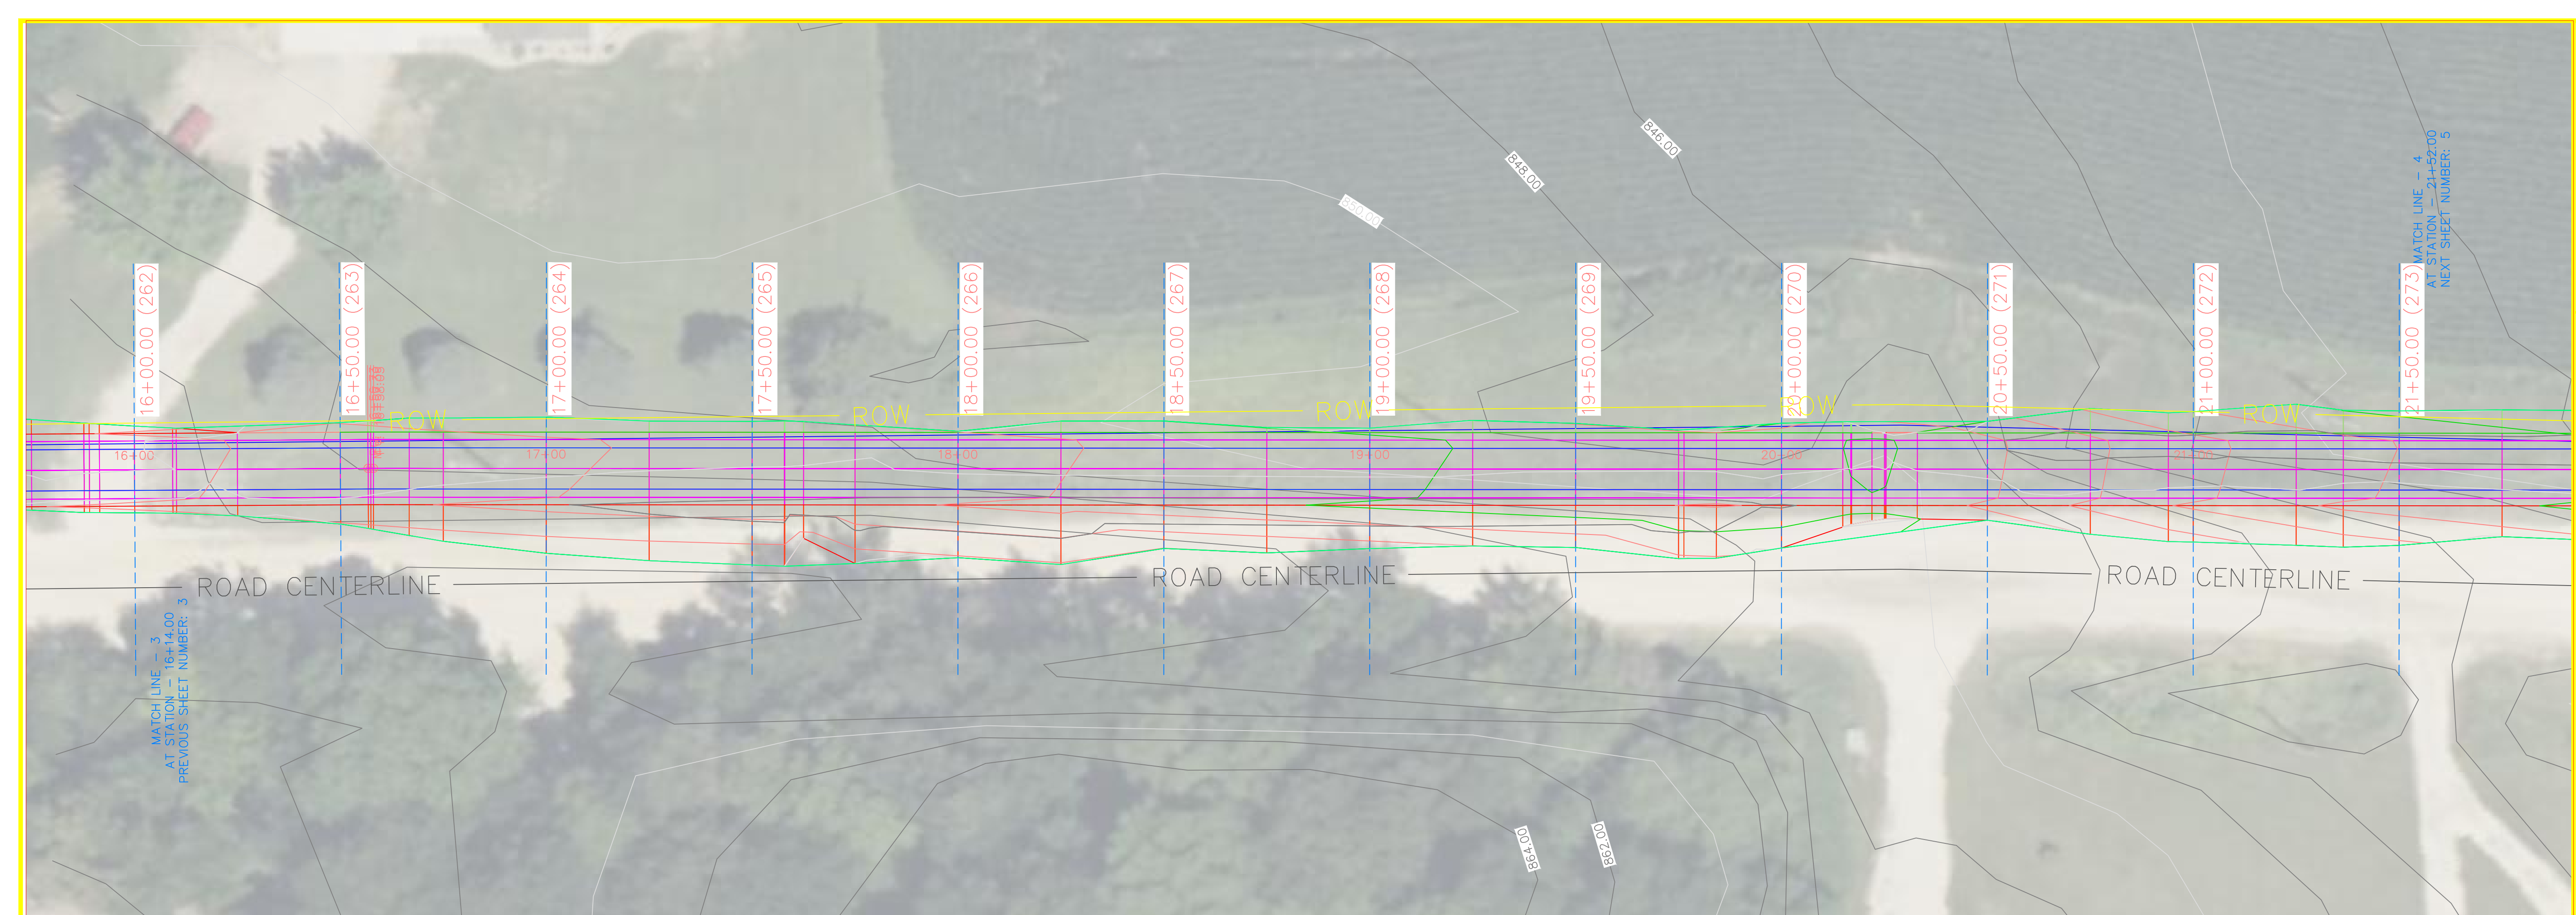 864.00
862.00
850.00
848.00
846.00
16+00.00 (262)
16+50.00 (263)
17+00.00 (264)
17+50.00 (265)
18+00.00 (266)
18+50.00 (267)
19+00.00 (268)
19+50.00 (269)
20+00.00 (270)
20+50.00 (271)
21+00.00 (272)
21+50.00 (273)
MATCH LINE - 4
AT STATION - 21+52.00
NEXT SHEET NUMBER: 5
ROW
ROW
ROW
ROW
ROW
16+00
17+00
18+00
19+00
20+00
21+00
ROAD CENTERLINE
ROAD CENTERLINE
ROAD CENTERLINE
MATCH LINE - 3
AT STATION - 16+14.00
PREVIOUS SHEET NUMBER: 3